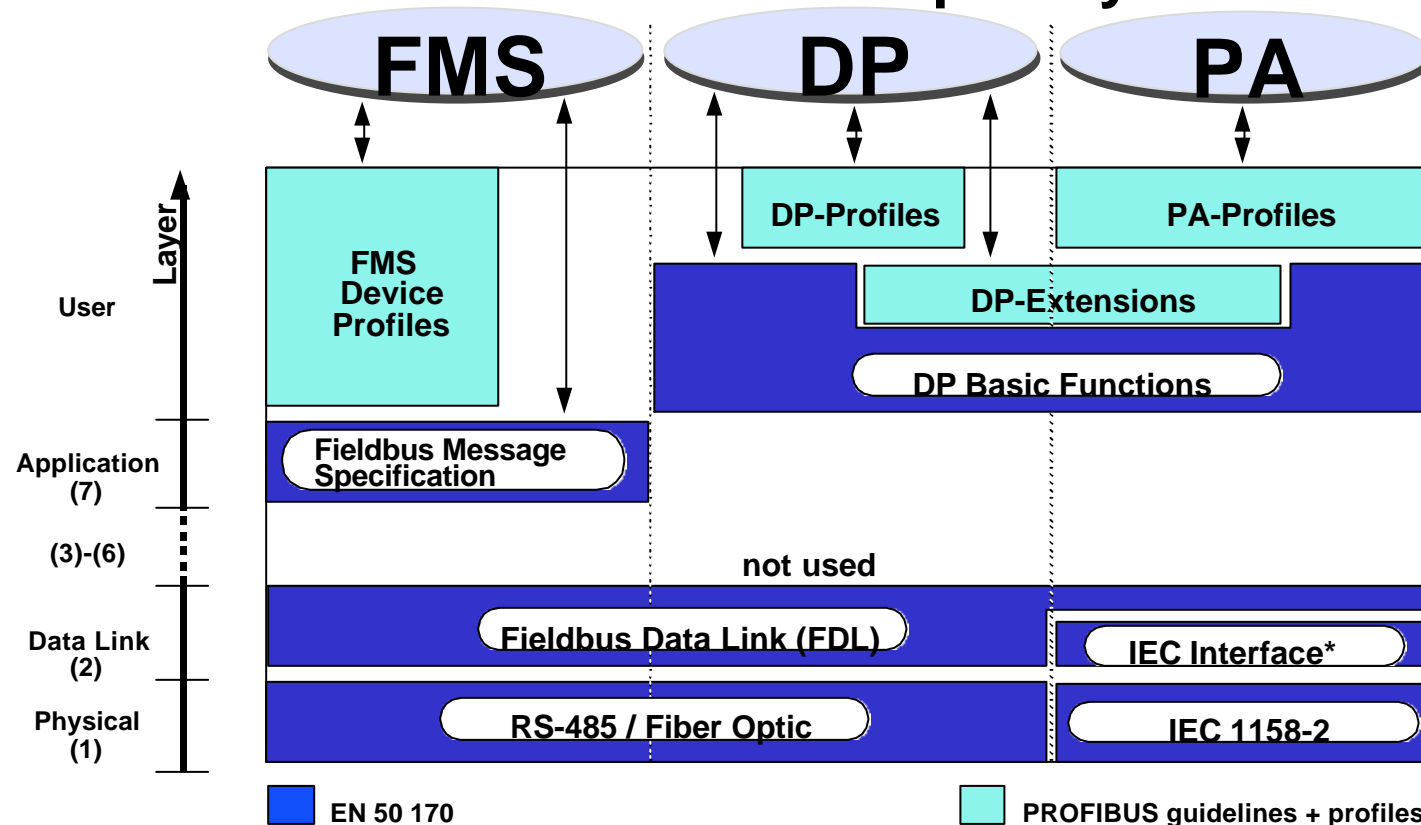 FMS
DP
PA
Layer
DP-Profiles
PA-Profiles
FMS
Device
Profiles
User
DP-Extensions
DP Basic Functions
Application
(7)
Fieldbus Message
Specification
(3)-(6)
not used
Data Link
(2)
Fieldbus Data Link (FDL)
IEC Interface*
Physical
(1)
RS-485 / Fiber Optic
IEC 1158-2
EN 50 170
PROFIBUS guidelines + profiles